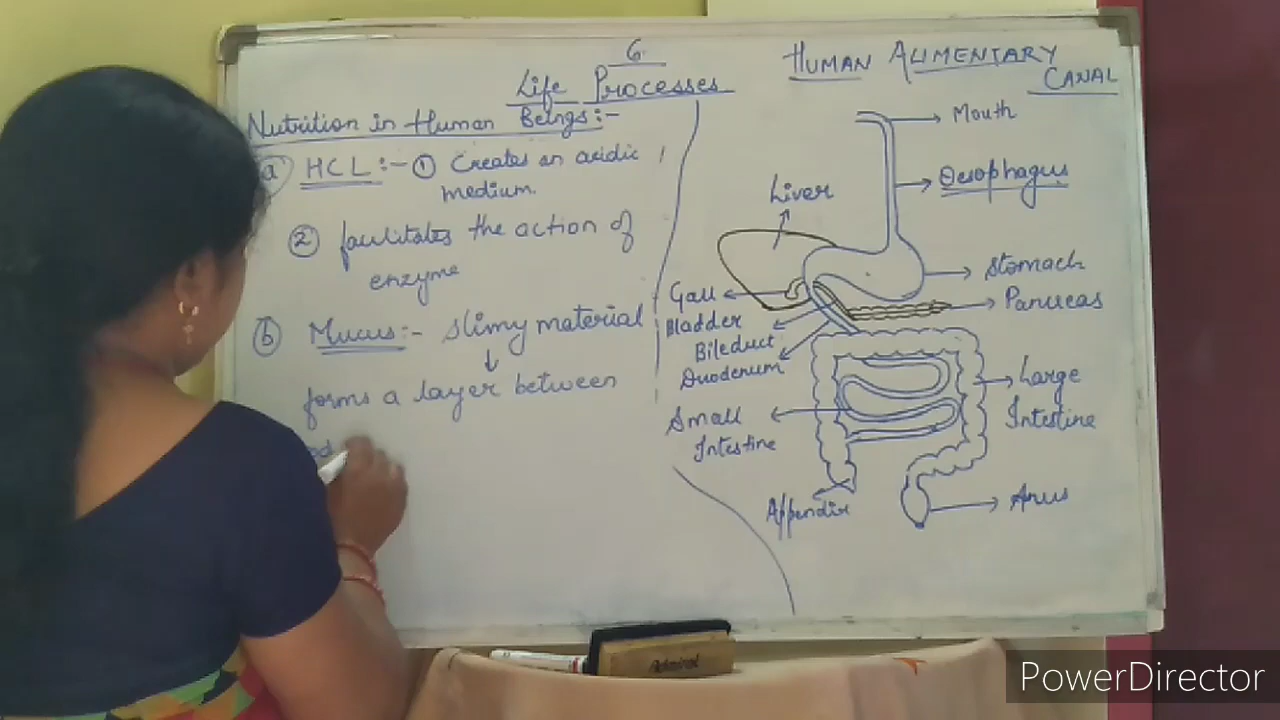 6.
Life Processes
Nutrition in Human Beings:-
a HCL:- ① Creates an acidic
medium.
② facilitates the action of
enzyme
b Mucus:- slimy material
↓
forms a layer between
HUMAN ALIMENTARY
CANAL
Mouth
Oesophagus
Liver
Stomach
Pancreas
Gall
Bladder
Bileduct
Duodenum
Large
Intestine
Small
Intestine
Appendix
Anus
Admiral
PowerDirector